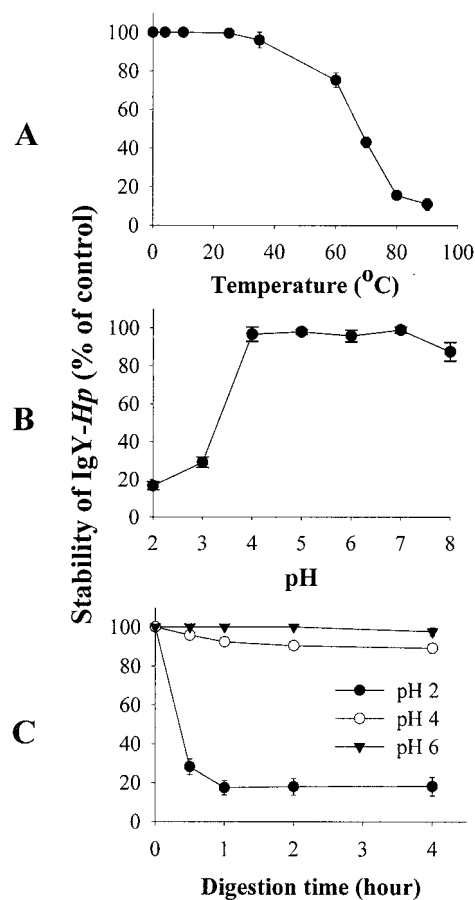 Stability of IgY-Hp (% of control)
A
100
80
60
40
20
0
0 20 40 60 80 100
Temperature (°C)
B
100
80
60
40
20
0
2 3 4 5 6 7 8
pH
C
100
80
60
40
20
0
pH 2
pH 4
pH 6
0 1 2 3 4
Digestion time (hour)